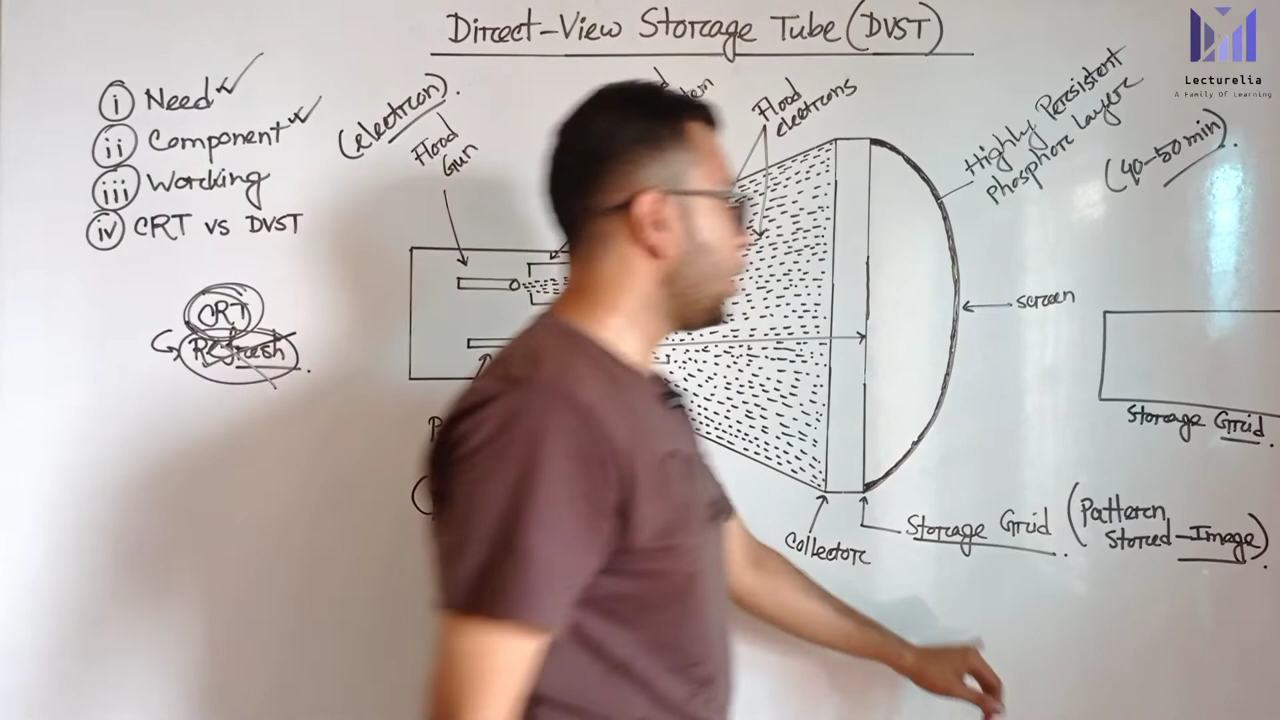 Direct-View Storage Tube (DVST)
Lecturelia
A Family Of Learning
(i) Need
(ii) Component
(iii) Working
(iv) CRT vs DVST
CRT
Refresh
(electron).
Flood
Gun
Flood
electrons
Highly Persistent
phosphor Layer
(40-50 min).
screen
Storage Grid.
collector
Storage Grid.
(Pattern
Stored-Image).